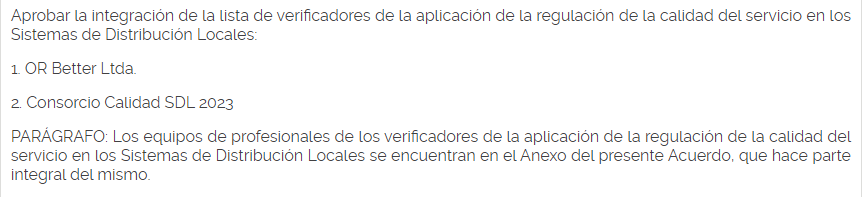 Aprobar la integración de la lista de verificadores de la aplicación de la regulación de la calidad del servicio en los
Sistemas de Distribución Locales:
1. OR Better Ltda.
2. Consorcio Calidad SDL 2023
PARÁGRAFO: Los equipos de profesionales de los verificadores de la aplicación de la regulación de la calidad del
servicio en los Sistemas de Distribución Locales se encuentran en el Anexo del presente Acuerdo, que hace parte
integral del mismo.